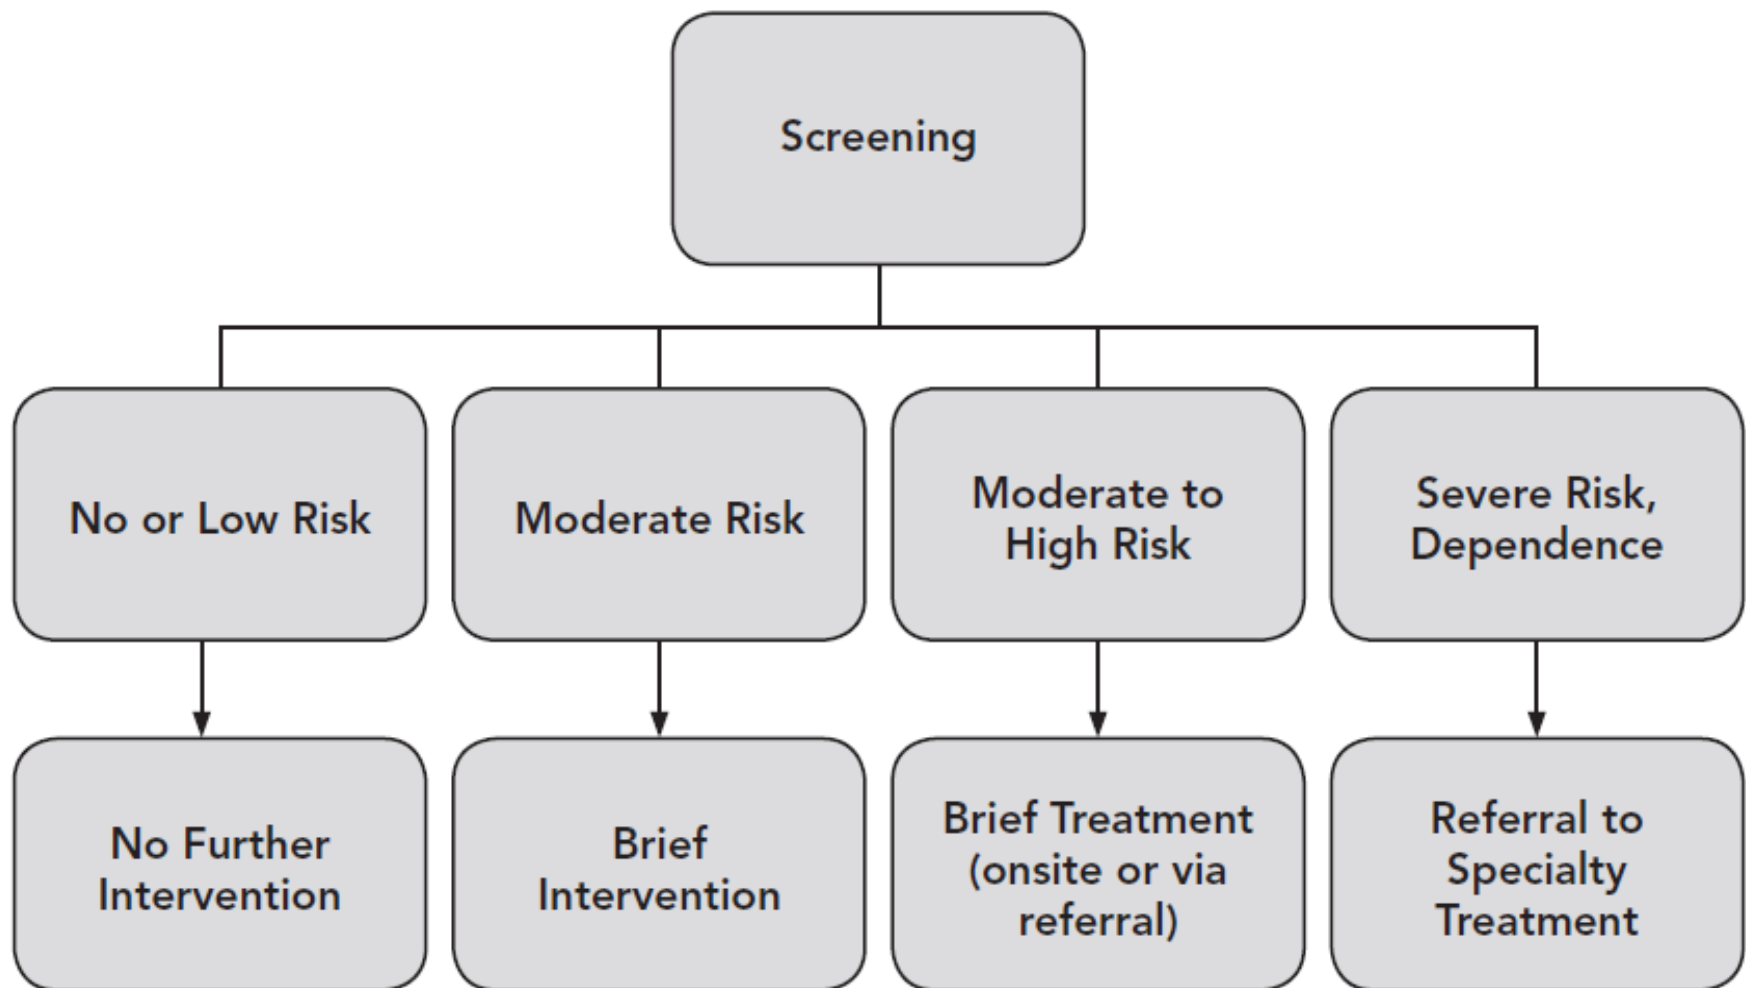 Screening
No or Low Risk
Moderate Risk
Moderate to
High Risk
Severe Risk,
Dependence
No Further
Intervention
Brief
Intervention
Brief Treatment
(onsite or via
referral)
Referral to
Specialty
Treatment